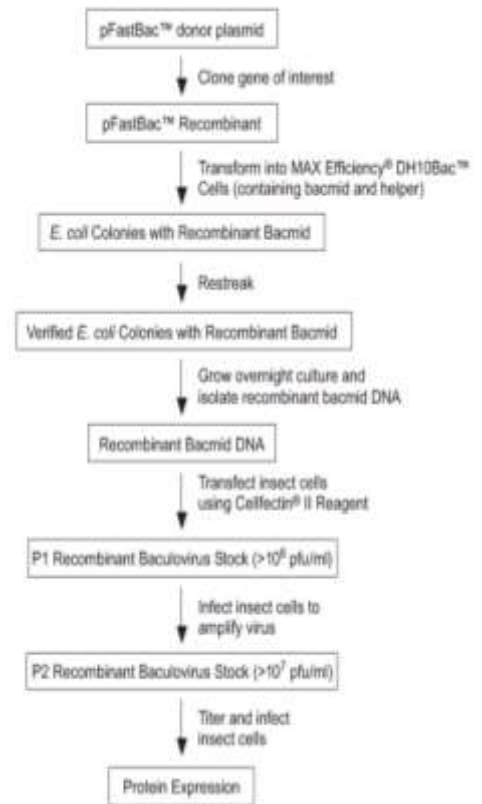 pFastBac™ donor plasmid
Clone gene of interest
pFastBac™ Recombinant
Transform into MAX Efficiency® DH10Bac™
Cells (containing bacmid and helper)
E. coli Colonies with Recombinant Bacmid
Restreak
Verified E. coli Colonies with Recombinant Bacmid
Grow overnight culture and
isolate recombinant bacmid DNA
Recombinant Bacmid DNA
Transfect insect cells
using Cellfectin® II Reagent
P1 Recombinant Baculovirus Stock (>10⁶ pfu/ml)
Infect insect cells to
amplify virus
P2 Recombinant Baculovirus Stock (>10⁷ pfu/ml)
Titer and infect
insect cells
Protein Expression